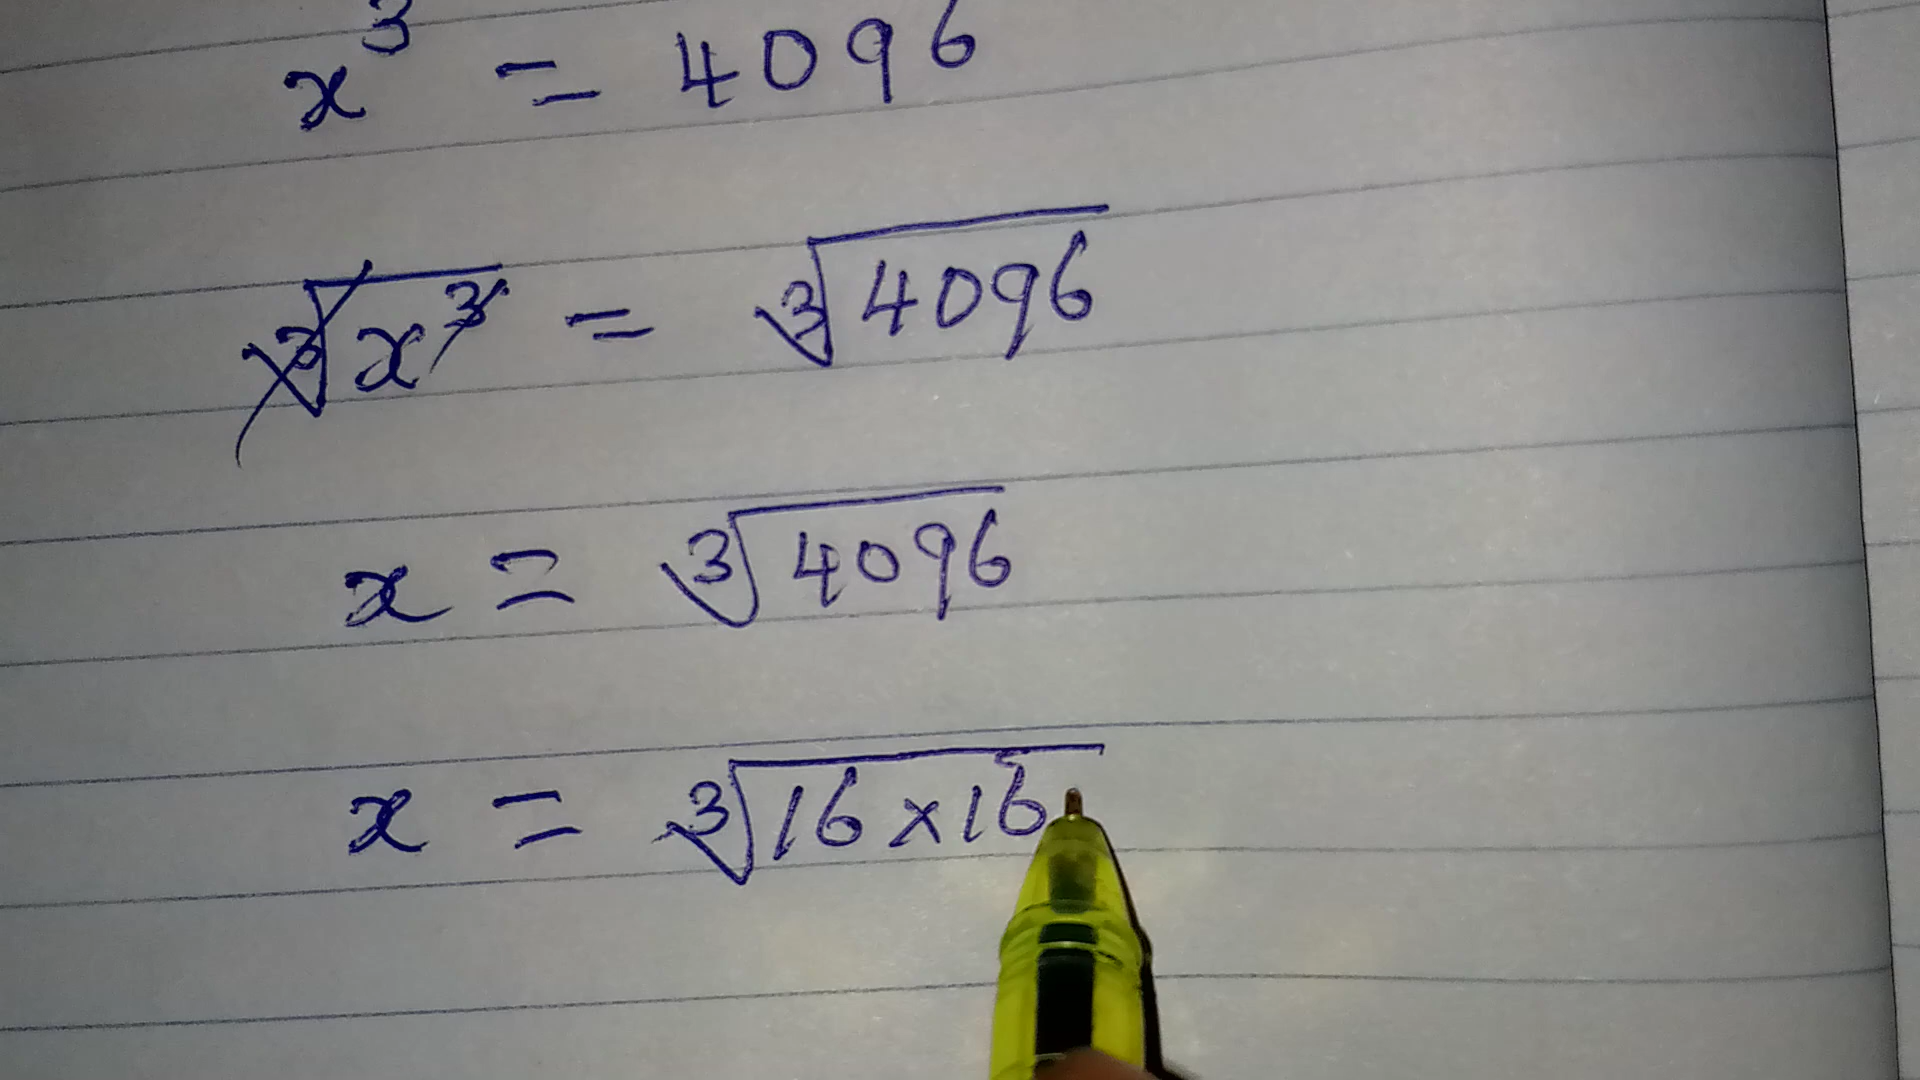 x³ = 4096
∛x³ = ∛4096
x = ∛4096
x = ∛16×16